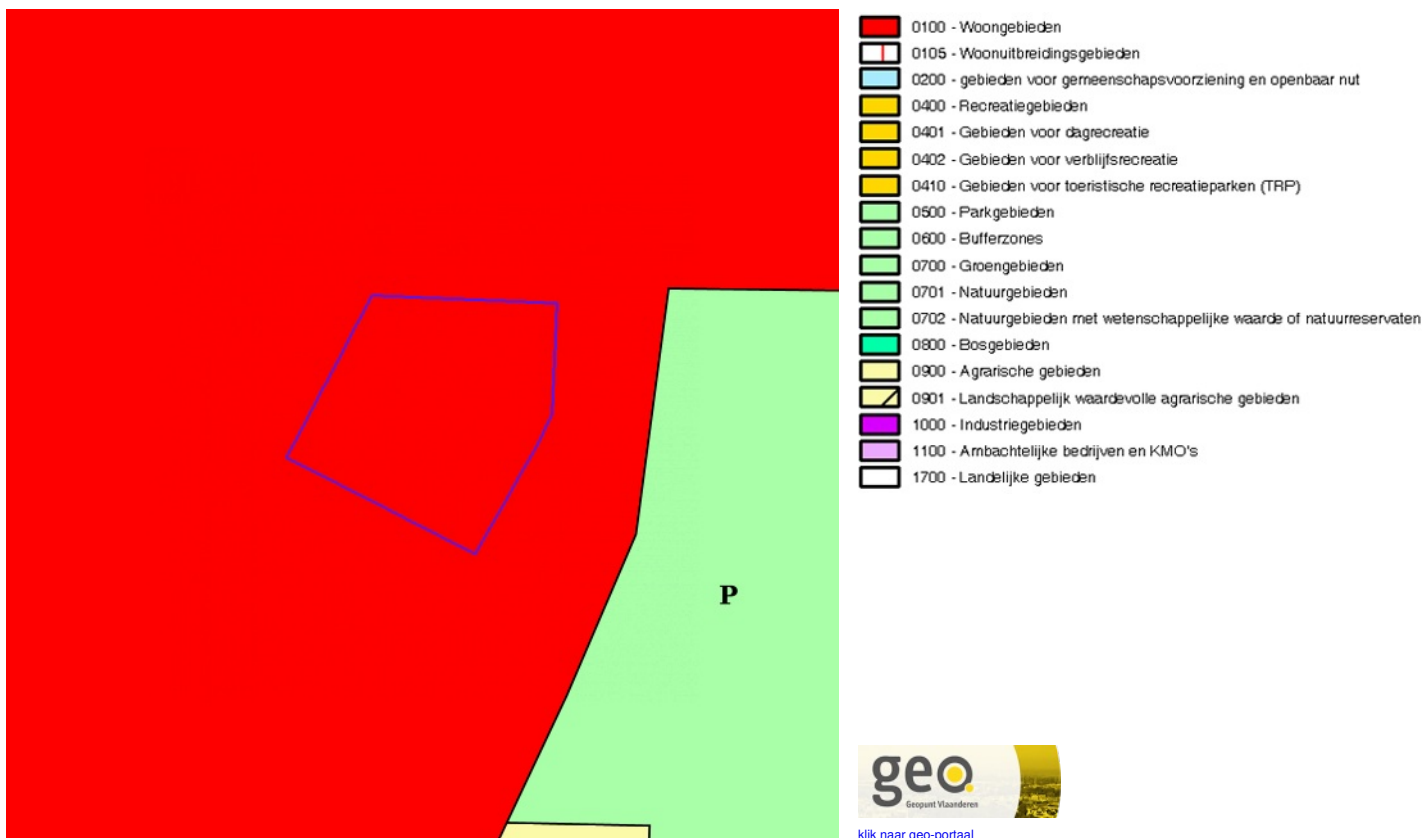 0100 - Woongebieden
0105 - Woonuitbreidingsgebieden
0200 - gebieden voor gemeenschapsvoorziening en openbaar nut
0400 - Recreatiegebieden
0401 - Gebieden voor dagrecreatie
0402 - Gebieden voor verblijfsrecreatie
0410 - Gebieden voor toeristische recreatieparken (TRP)
0500 - Parkgebieden
0600 - Bufferzones
0700 - Groengebieden
0701 - Natuurgebieden
0702 - Natuurgebieden met wetenschappelijke waarde of natuurreservaten
0800 - Bosgebieden
0900 - Agrarische gebieden
0901 - Landschappelijk waardevolle agrarische gebieden
1000 - Industriegebieden
1100 - Ambachtelijke bedrijven en KMO's
1700 - Landelijke gebieden
P
geo
Geopunt Vlaanderen
klik naar geo-portaal